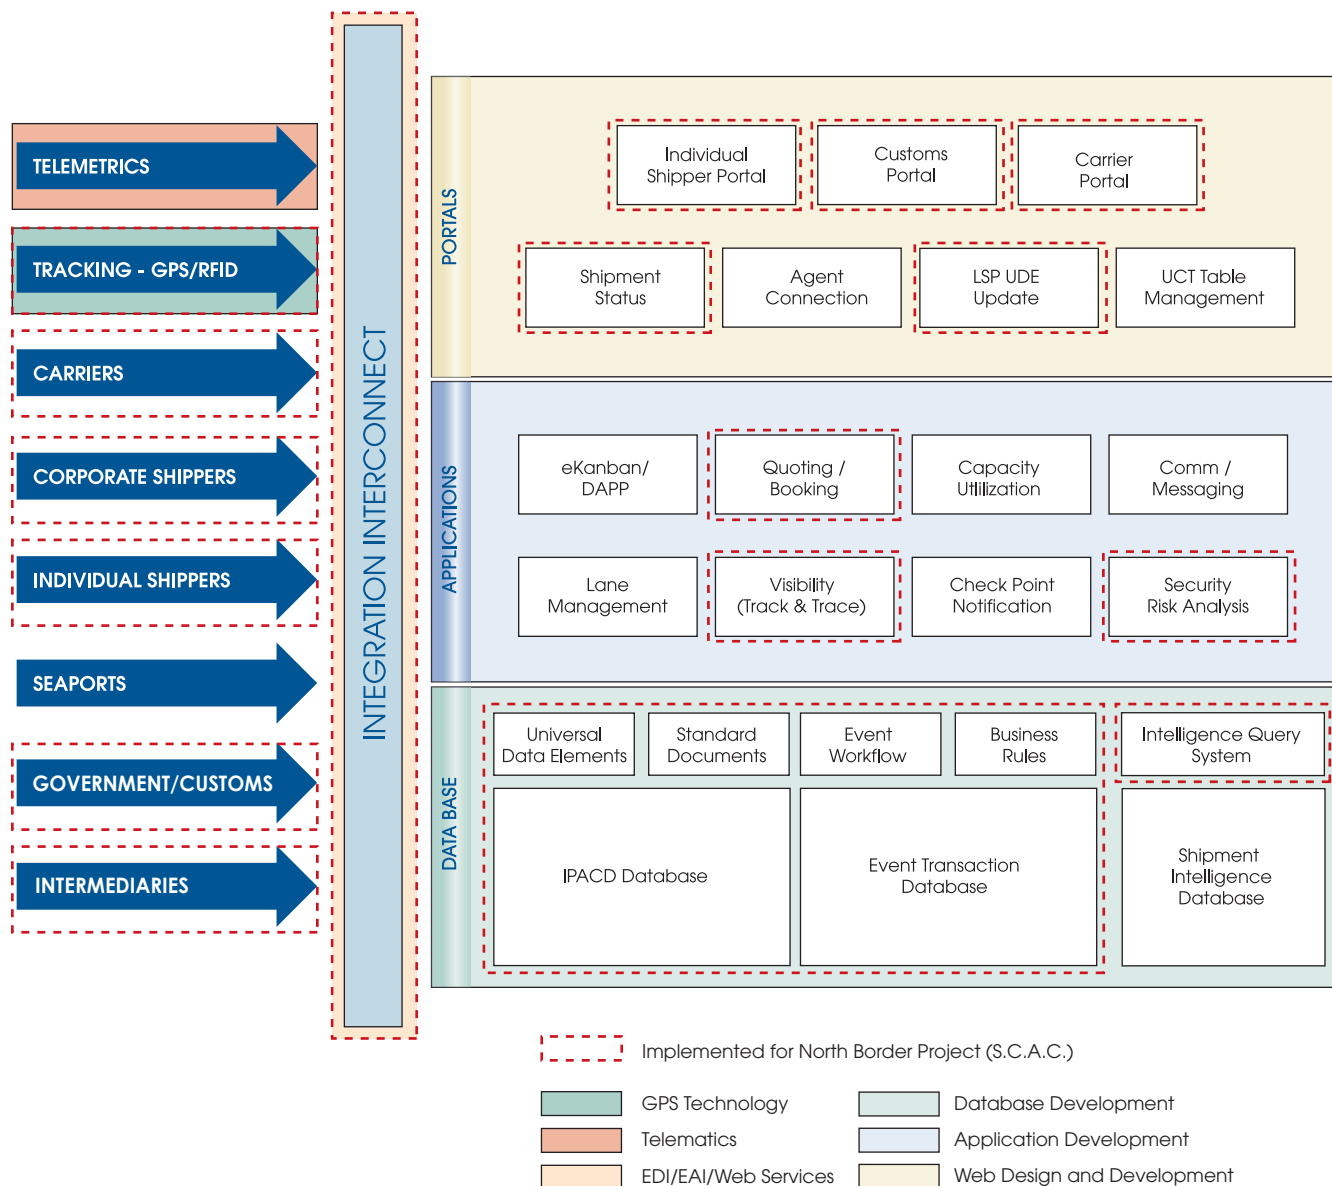 TELEMETRICS
TRACKING - GPS/RFID
CARRIERS
CORPORATE SHIPPERS
INDIVIDUAL SHIPPERS
SEAPORTS
GOVERNMENT/CUSTOMS
INTERMEDIARIES
INTEGRATION INTERCONNECT
PORTALS
Individual
Shipper Portal
Customs
Portal
Carrier
Portal
Shipment
Status
Agent
Connection
LSP UDE
Update
UCT Table
Management
APPLICATIONS
eKanban/
DAPP
Quoting /
Booking
Capacity
Utlilization
Comm /
Messaging
Lane
Management
Visibility
(Track & Trace)
Check Point
Notification
Security
Risk Analysis
DATA BASE
Universal
Data Elements
Standard
Documents
Event
Workflow
Business
Rules
Intelligence Query
System
IPACD Database
Event Transaction
Database
Shipment
Intelligence
Database
Implemented for North Border Project (S.C.A.C.)
GPS Technology
Database Development
Telematics
Application Development
EDI/EAI/Web Services
Web Design and Development